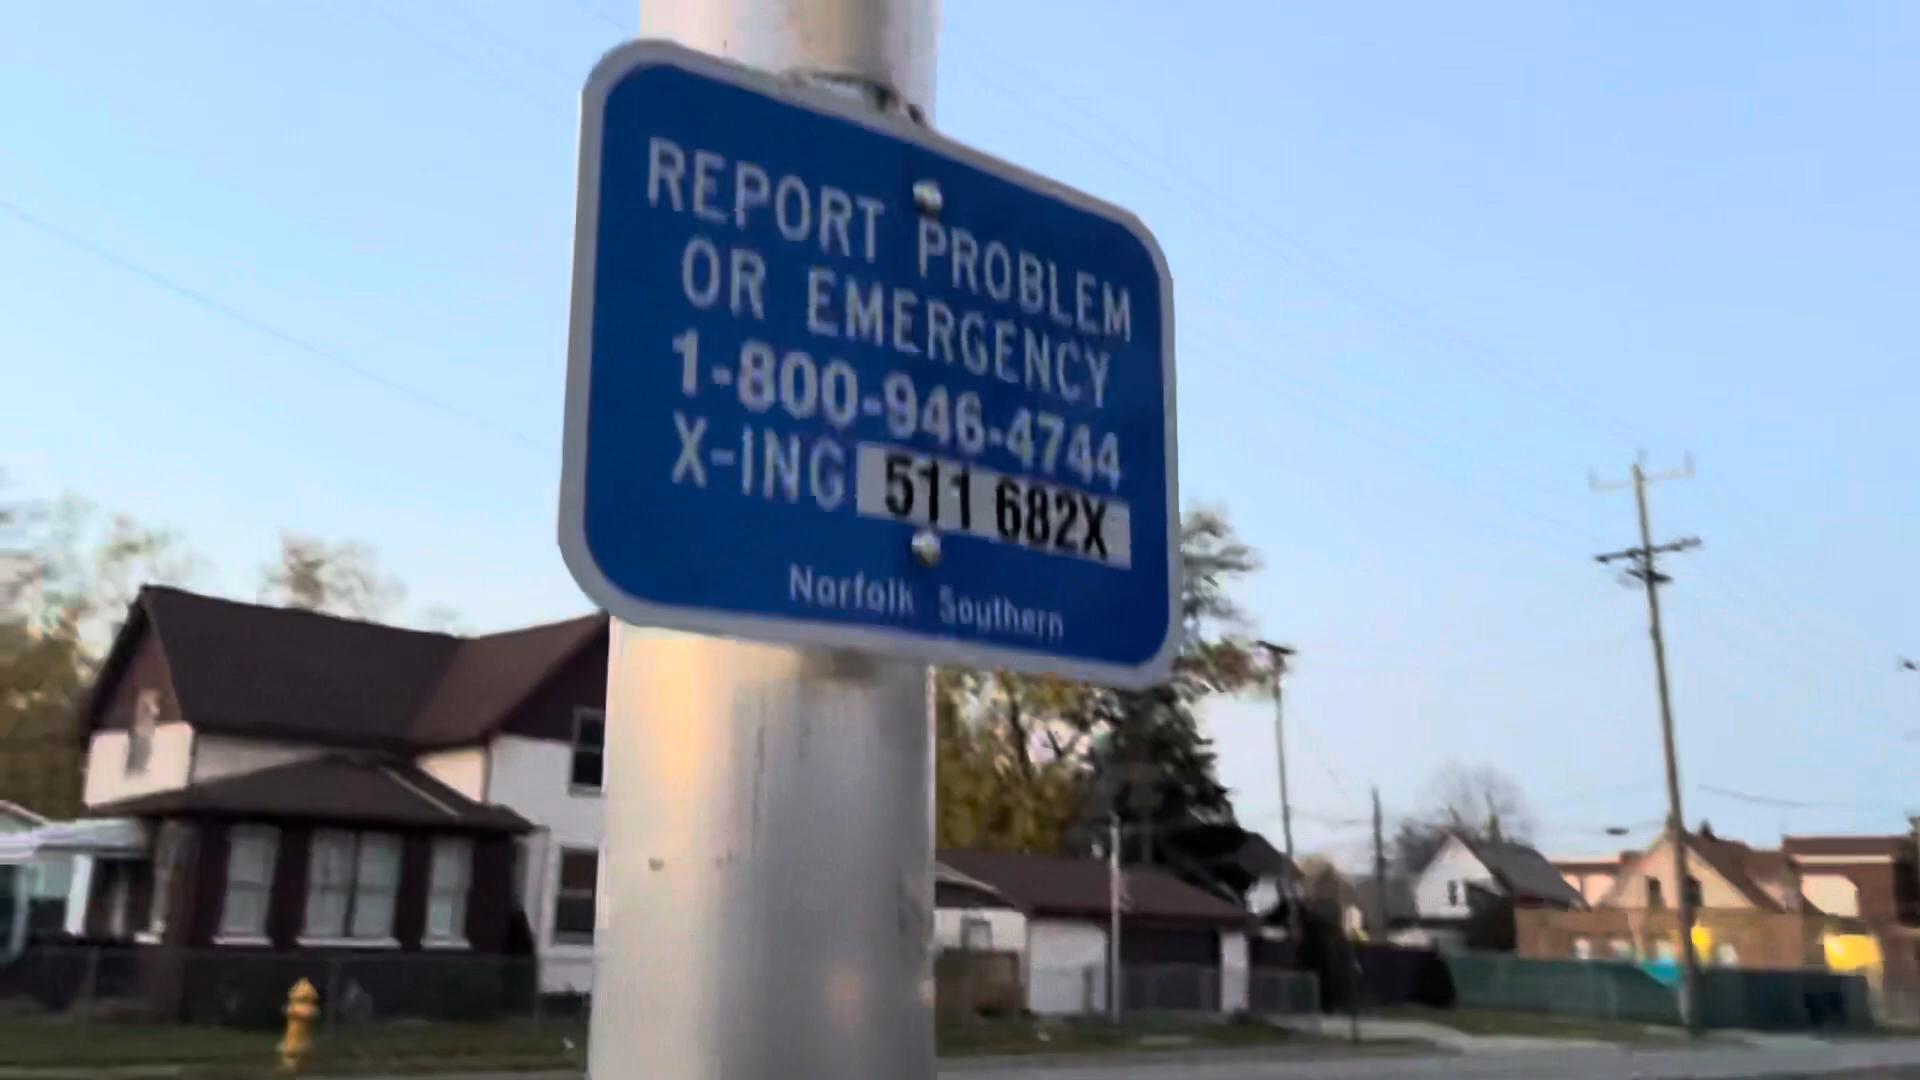 REPORT PROBLEM
OR EMERGENCY
1-800-946-4744
X-ING 511 682X
Norfolk Southern